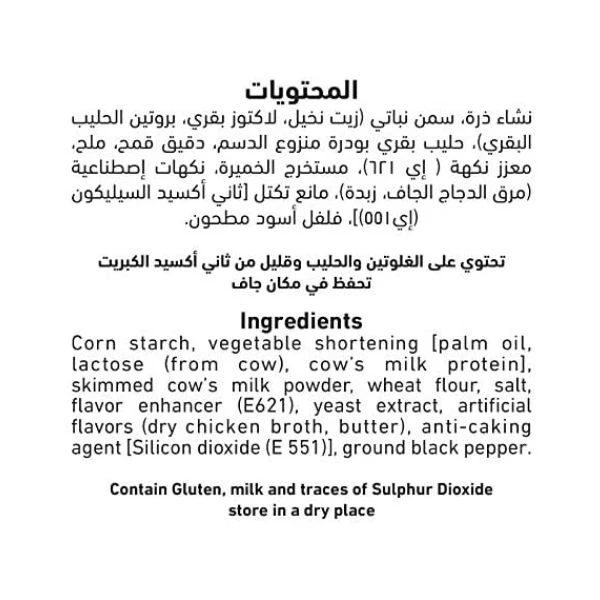 المحتويات
نشاء ذرة، سمن نباتي (زيت نخيل، لاكتوز بقري، بروتين الحليب
البقري)، حليب بقري بودرة منزوع الدسم، دقيق قمح، ملح،
معزز نكهة ( إي ٦٢١)، مستخرج الخميرة، نكهات إصطناعية
(مرق الدجاج الجاف، زبدة)، مانع تكتل [ثاني أكسيد السيليكون
(إي٥٥١)]، فلفل أسود مطحون.
تحتوي على الغلوتين والحليب وقليل من ثاني أكسيد الكبريت
تحفظ في مكان جاف
Ingredients
Corn starch, vegetable shortening [palm oil,
lactose (from cow), cow's milk protein],
skimmed cow's milk powder, wheat flour, salt,
flavor enhancer (E621), yeast extract, artificial
flavors (dry chicken broth, butter), anti-caking
agent [Silicon dioxide (E 551)], ground black pepper.
Contain Gluten, milk and traces of Sulphur Dioxide
store in a dry place